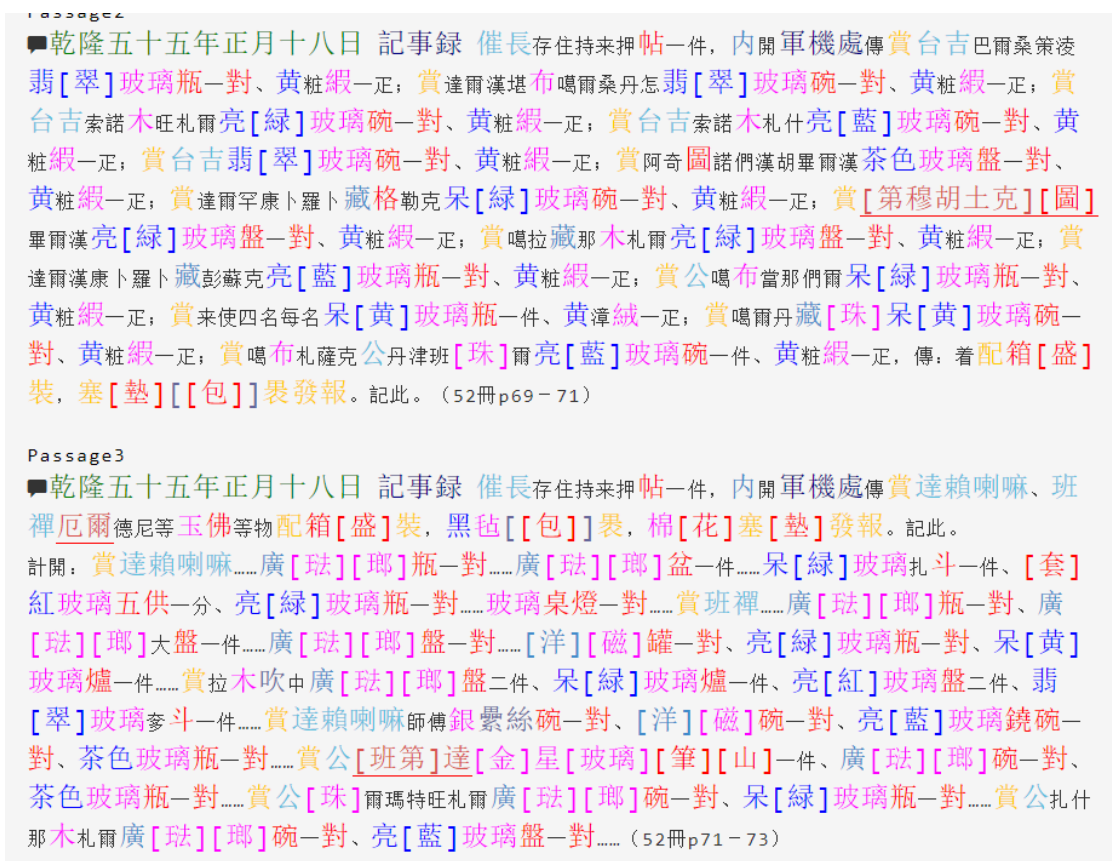 Passage2
乾隆五十五年正月十八日 記事録 催長存住持来押帖一件，内開軍機處傳賞台吉巴爾桑策凌
翡[翠]玻璃瓶一對、黄粧緞一疋；賞達爾漢堪布噶爾桑丹怎翡[翠]玻璃碗一對、黄粧緞一疋；賞
台吉索諾木旺札爾亮[緑]玻璃碗一對、黄粧緞一疋；賞台吉索諾木札什亮[藍]玻璃碗一對、黄
粧緞一疋；賞台吉翡[翠]玻璃碗一對、黄粧緞一疋；賞阿奇圖諾們漢胡畢爾漢茶色玻璃盤一對、
黄粧緞一疋；賞達爾罕康卜羅卜藏格勒克呆[緑]玻璃碗一對、黄粧緞一疋；賞[第穆胡土克][圖]
畢爾漢亮[緑]玻璃盤一對、黄粧緞一疋；賞噶拉藏那木札爾亮[緑]玻璃盤一對、黄粧緞一疋；賞
達爾漢康卜羅卜藏彭蘇克亮[藍]玻璃瓶一對、黄粧緞一疋；賞公噶布當那們爾呆[緑]玻璃瓶一對、
黄粧緞一疋；賞来使四名每名呆[黄]玻璃瓶一件、黄漳絨一疋；賞噶爾丹藏[珠]呆[黄]玻璃碗一
對、黄粧緞一疋；賞噶布札薩克公丹津班[珠]爾亮[藍]玻璃碗一件、黄粧緞一疋，傳：着配箱[盛]
裝，塞[墊][[包]]裹發報。記此。（52冊p69－71）
Passage3
乾隆五十五年正月十八日 記事録 催長存住持来押帖一件，内開軍機處傳賞達賴喇嘛、班
禪厄爾德尼等玉佛等物配箱[盛]裝，黑毡[[包]]裹，棉[花]塞[墊]發報。記此。
計開：賞達賴喇嘛……廣[琺][瑯]瓶一對……廣[琺][瑯]盆一件……呆[緑]玻璃扎斗一件、[套]
紅玻璃五供一分、亮[緑]玻璃瓶一對……玻璃桌燈一對……賞班禪……廣[琺][瑯]瓶一對、廣
[琺][瑯]大盤一件……廣[琺][瑯]盤一對……[洋][磁]罐一對、亮[緑]玻璃瓶一對、呆[黄]
玻璃爐一件……賞拉木吹中廣[琺][瑯]盤二件、呆[緑]玻璃爐一件、亮[紅]玻璃盤二件、翡
[翠]玻璃奓斗一件……賞達賴喇嘛師傅銀纍絲碗一對、[洋][磁]碗一對、亮[藍]玻璃鐃碗一
對、茶色玻璃瓶一對……賞公[班第]達[金]星[玻璃][筆][山]一件、廣[琺][瑯]碗一對、
茶色玻璃瓶一對……賞公[珠]爾瑪特旺札爾廣[琺][瑯]碗一對、呆[緑]玻璃瓶一對……賞公扎什
那木札爾廣[琺][瑯]碗一對、亮[藍]玻璃盤一對……（52冊p71－73）